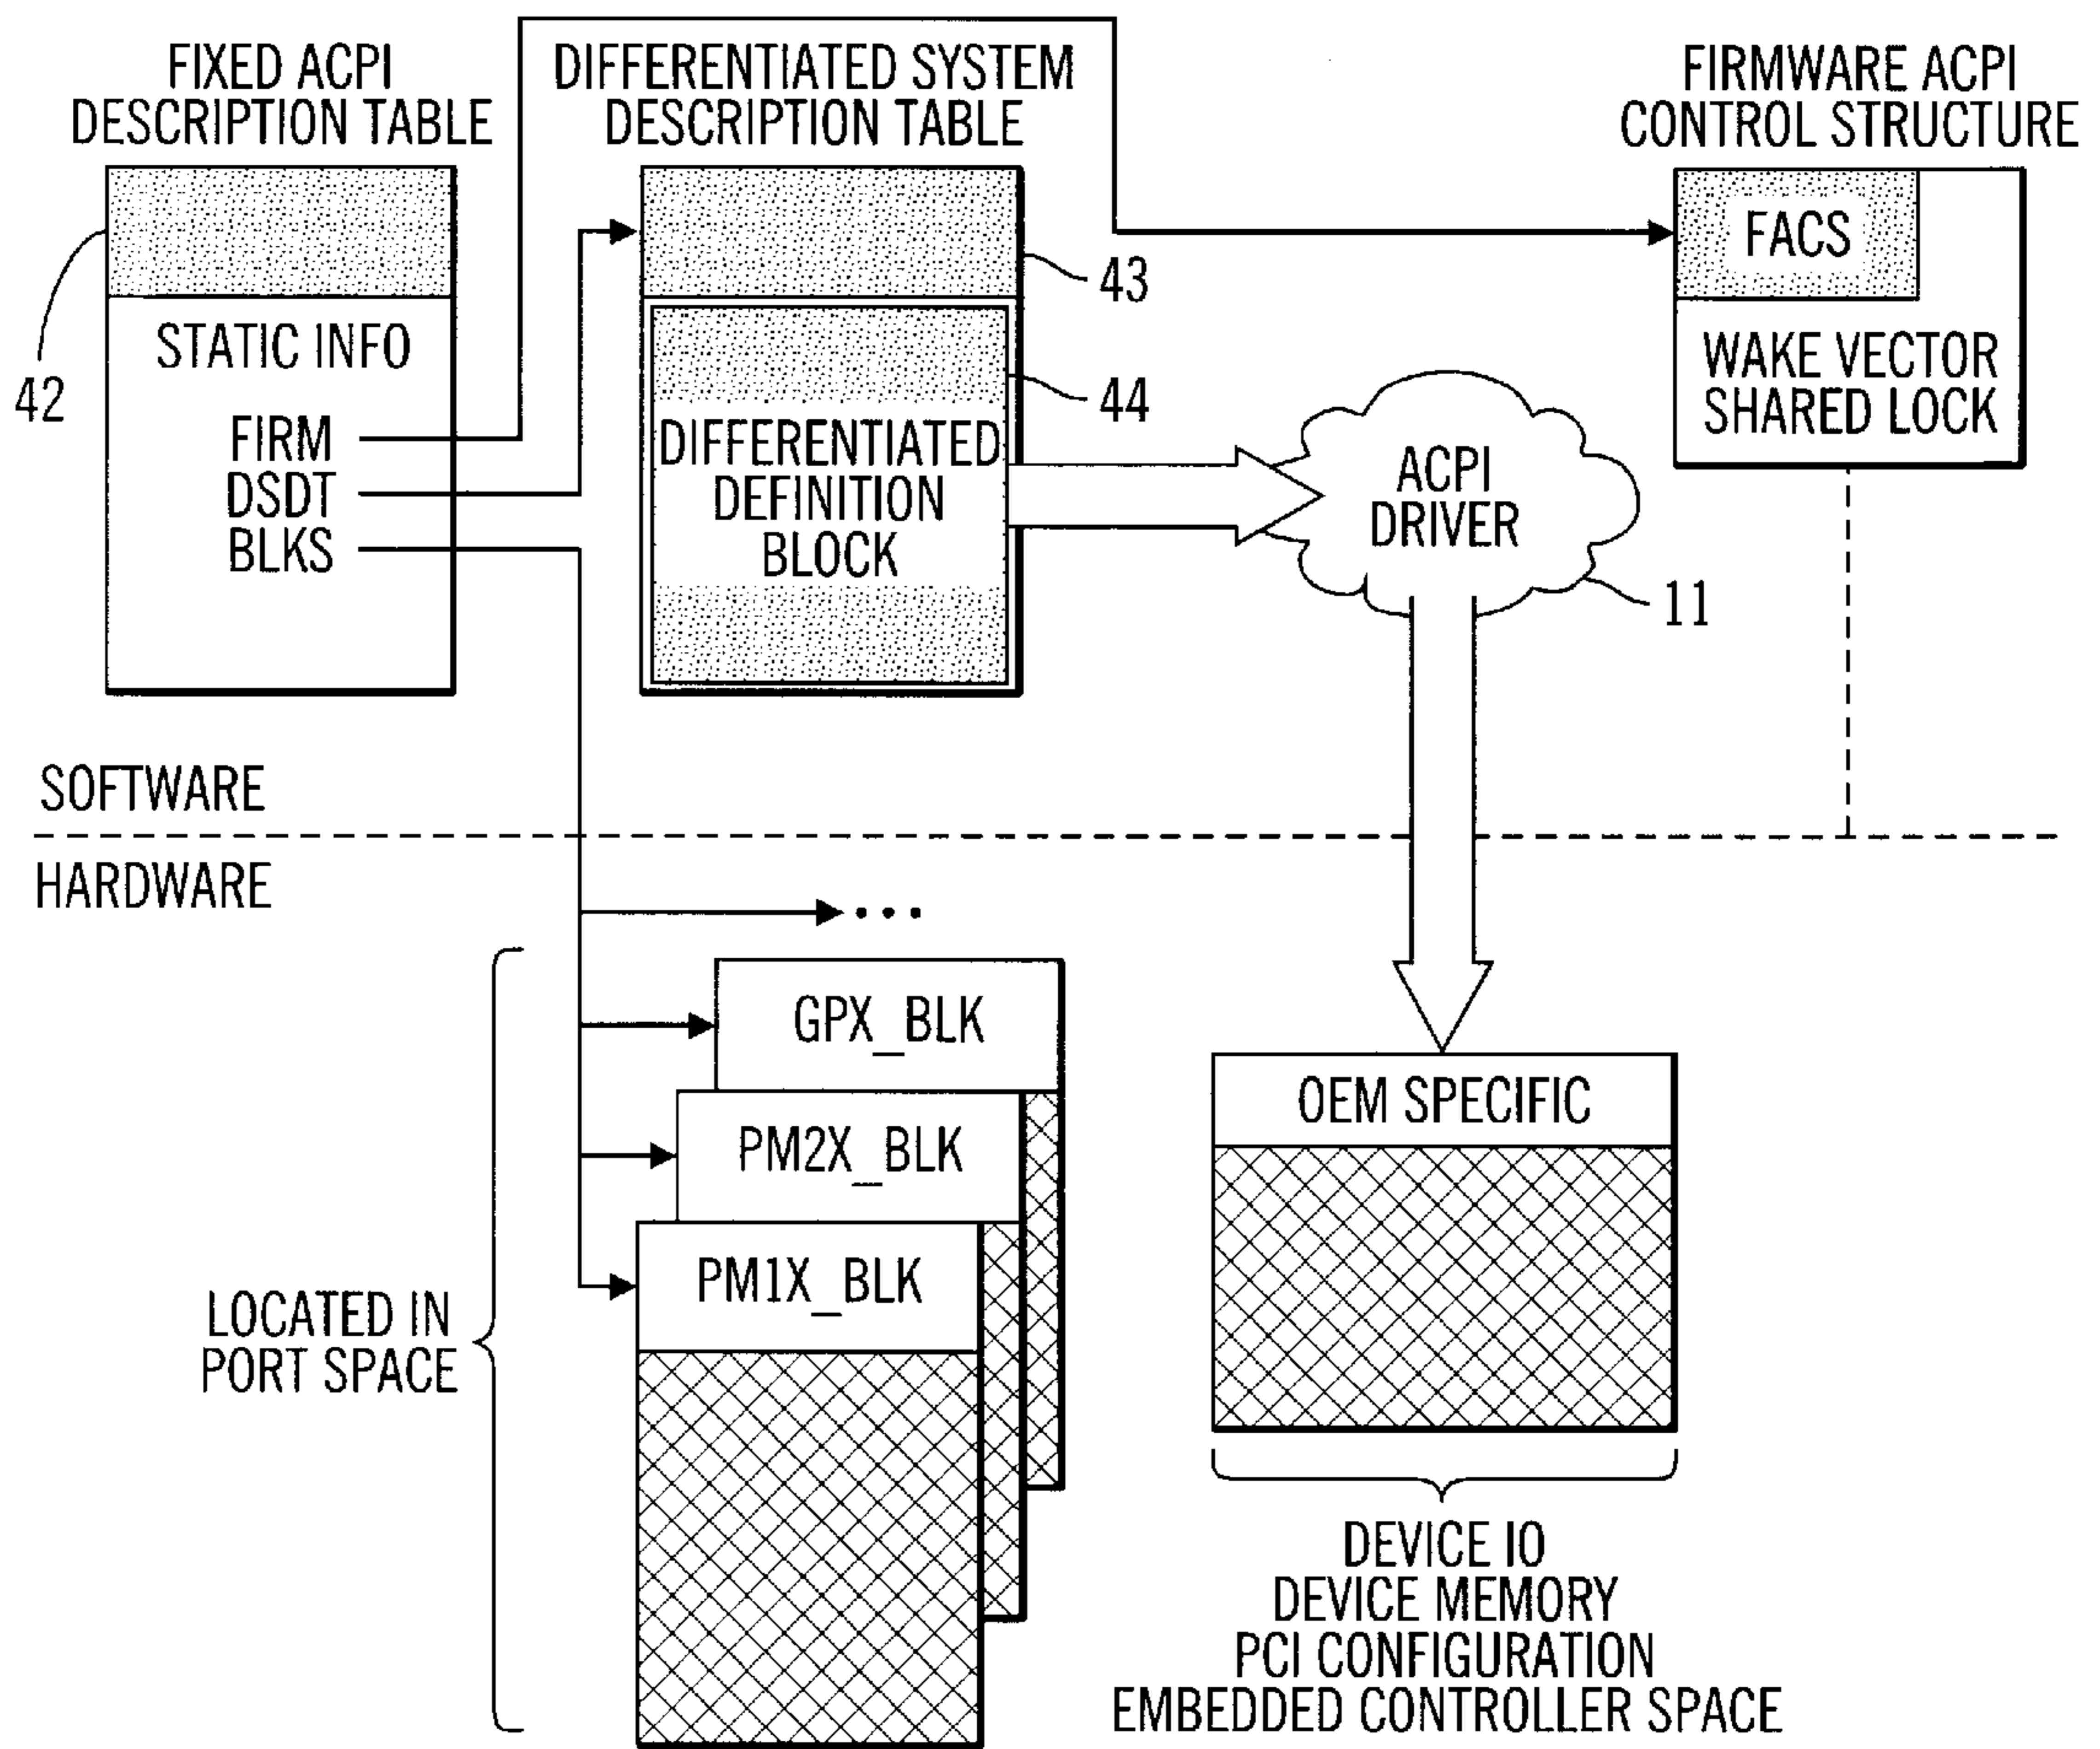 FIXED ACPI
DESCRIPTION TABLE
DIFFERENTIATED SYSTEM
DESCRIPTION TABLE
FIRMWARE ACPI
CONTROL STRUCTURE
42
STATIC INFO
FIRM
DSDT
BLKS
43
44
DIFFERENTIATED
DEFINITION
BLOCK
ACPI
DRIVER
11
FACS
WAKE VECTOR
SHARED LOCK
SOFTWARE
HARDWARE
...
GPX_BLK
PM2X_BLK
PM1X_BLK
LOCATED IN
PORT SPACE
OEM SPECIFIC
DEVICE IO
DEVICE MEMORY
PCI CONFIGURATION
EMBEDDED CONTROLLER SPACE